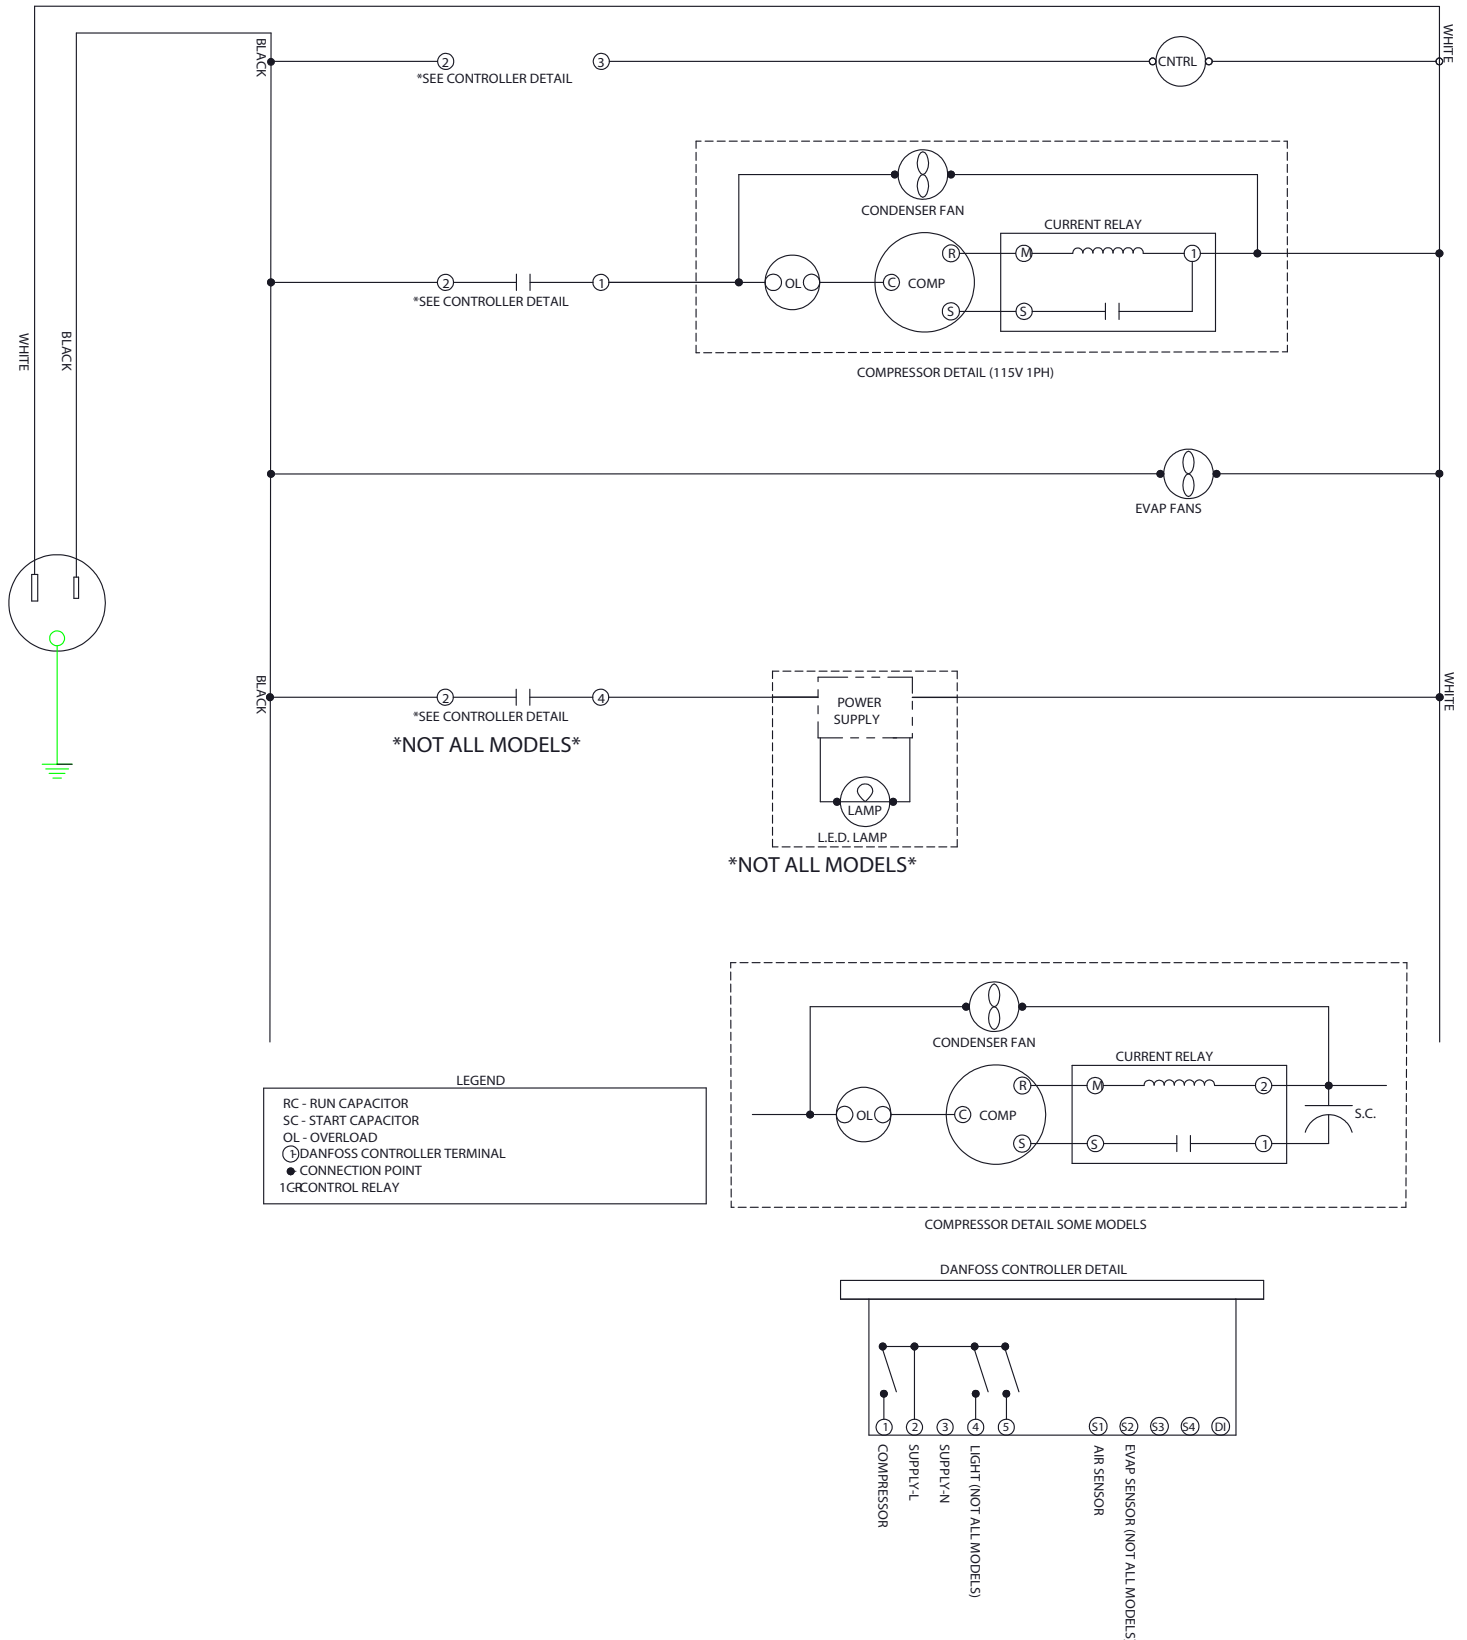 BLACK
WHITE
2
3
CNTRL
*SEE CONTROLLER DETAIL
CONDENSER FAN
CURRENT RELAY
R
M
1
2
1
OL
C
COMP
*SEE CONTROLLER DETAIL
S
S
WHITE
BLACK
COMPRESSOR DETAIL (115V 1PH)
EVAP FANS
BLACK
WHITE
2
4
POWER
SUPPLY
*SEE CONTROLLER DETAIL
*NOT ALL MODELS*
LAMP
L.E.D. LAMP
*NOT ALL MODELS*
CONDENSER FAN
CURRENT RELAY
R
M
2
OL
C
COMP
S.C.
S
S
1
COMPRESSOR DETAIL SOME MODELS
LEGEND
RC - RUN CAPACITOR
SC - START CAPACITOR
OL - OVERLOAD
1 - DANFOSS CONTROLLER TERMINAL
- CONNECTION POINT
1CR - CONTROL RELAY
DANFOSS CONTROLLER DETAIL
1
2
3
4
5
S1
S2
S3
S4
DI
COMPRESSOR
SUPPLY-L
SUPPLY-N
LIGHT (NOT ALL MODELS)
AIR SENSOR
EVAP SENSOR (NOT ALL MODELS